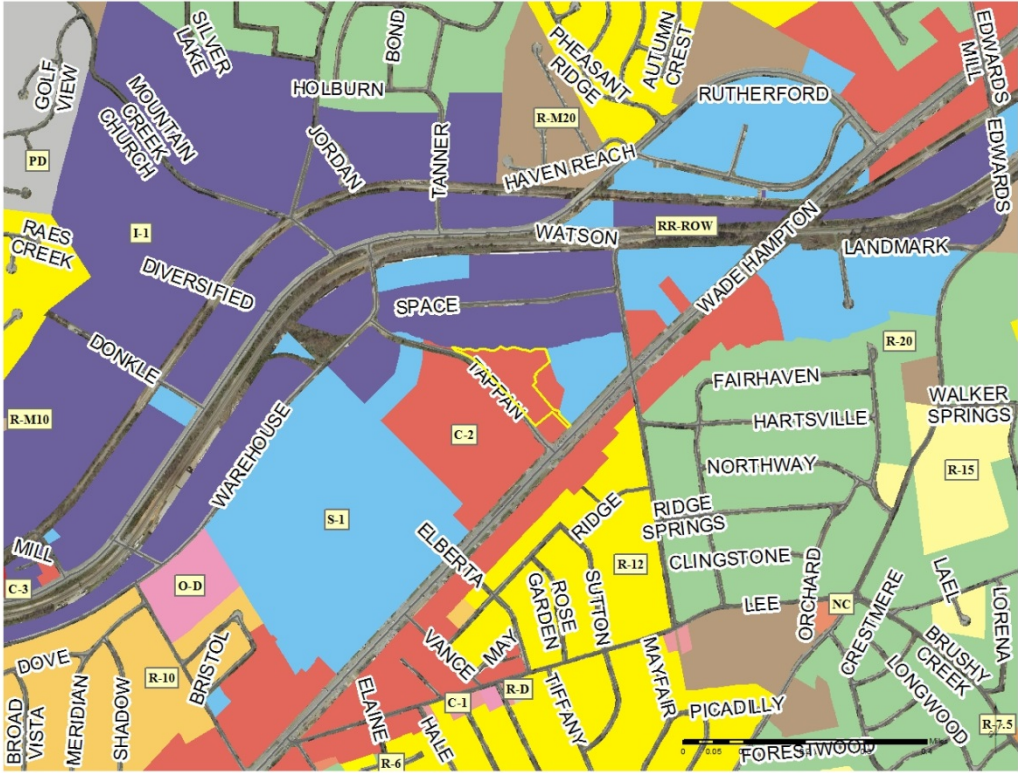 GOLF
VIEW
SILVER
LAKE
BOND
HOLBURN
PHEASANT
RIDGE
AUTUMN
CREST
EDWARDS
MILL
RUTHERFORD
R-M20
MOUNTAIN
CREEK
CHURCH
JORDAN
TANNER
HAVEN REACH
EDWARDS
PD
RAES
CREEK
I-1
WATSON
RR-ROW
WADE HAMPTON
LANDMARK
DIVERSIFIED
SPACE
DONKLE
TAPPAN
R-20
FAIRHAVEN
WALKER
SPRINGS
HARTSVILLE
R-M10
C-2
WAREHOUSE
NORTHWAY
R-15
RIDGE
RIDGE
SPRINGS
S-1
ELBERTA
CLINGSTONE
MILL
C-3
O-D
R-12
GARDEN
ROSE
SUTTON
LEE
ORCHARD
NC
CRESTMERE
LAEL
LORENA
DOVE
BRISTOL
VANCE
MAY
MAYFAIR
BRUSHY
CREEK
LONGWOOD
R-10
BROAD
VISTA
MERIDIAN
SHADOW
ELAINE
HALE
C-1
R-D
TIFFANY
PICADILLY
R-7.5
R-6
FORESTWOOD
0 0.05